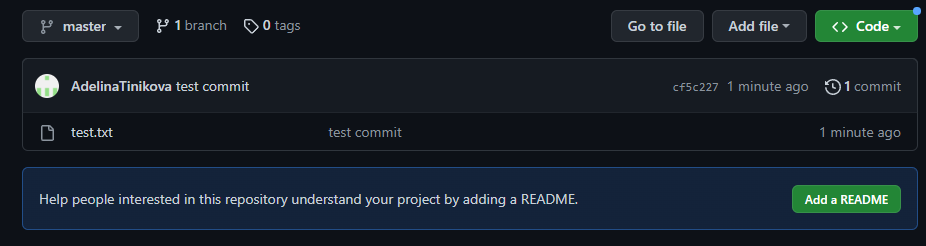 master 1 branch 0 tags Go to file Add file Code
AdelinaTinikova test commit cf5c227 1 minute ago 1 commit
test.txt test commit 1 minute ago
Help people interested in this repository understand your project by adding a README. Add a README